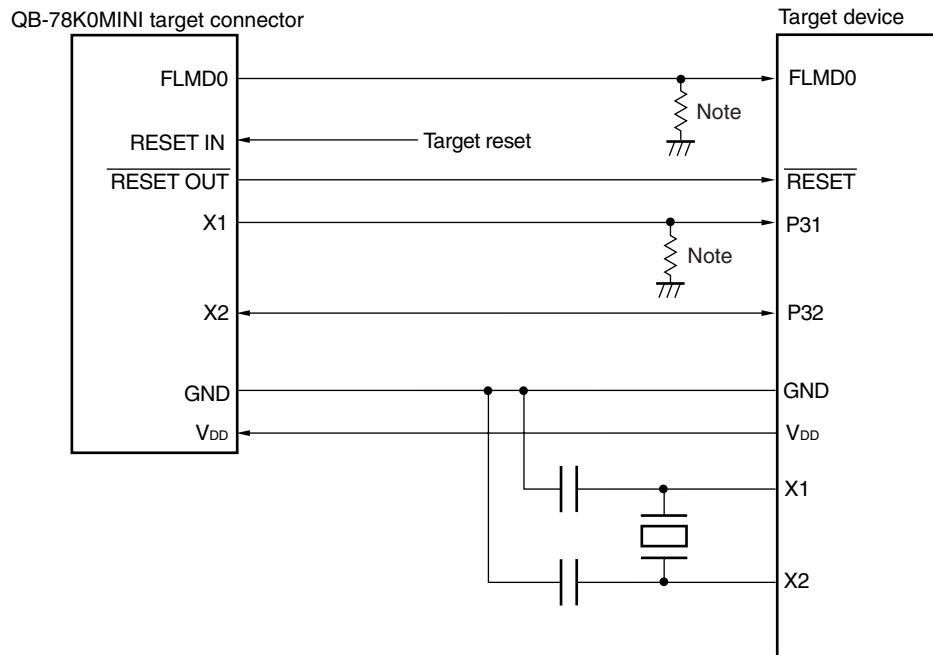 QB-78K0MINI target connector
Target device
FLMD0
FLMD0
Note
RESET IN
Target reset
RESET OUT
RESET
X1
P31
Note
X2
P32
GND
GND
VDD
VDD
X1
X2